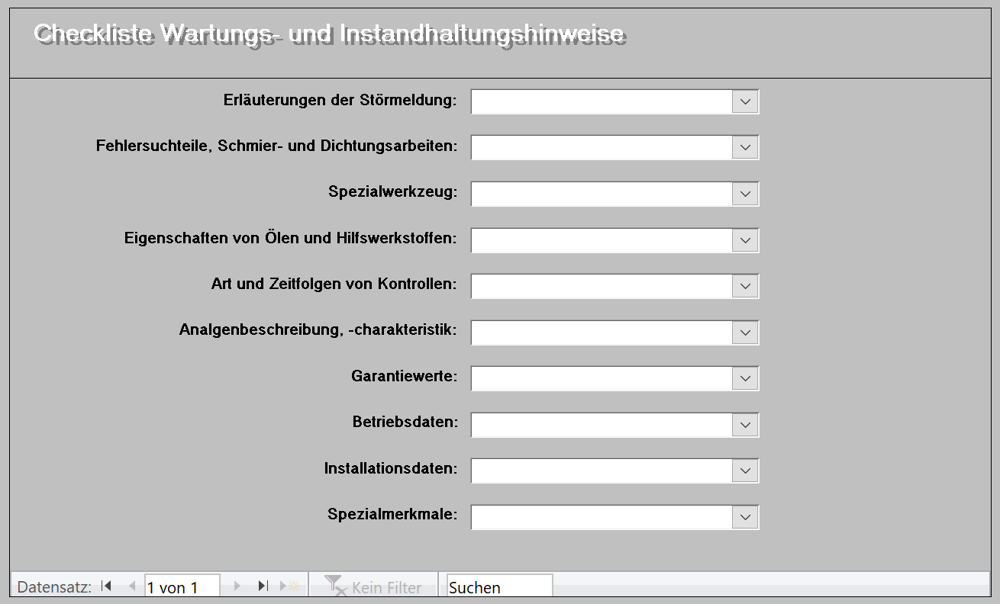 Checkliste Wartungs- und Instandhaltungshinweise
Erläuterungen der Störmeldung:
Fehlersuchteile, Schmier- und Dichtungsarbeiten:
Spezialwerkzeug:
Eigenschaften von Ölen und Hilfswerkstoffen:
Art und Zeitfolgen von Kontrollen:
Analgenbeschreibung, -charakteristik:
Garantiewerte:
Betriebsdaten:
Installationsdaten:
Spezialmerkmale:
Datensatz: 1 von 1 Kein Filter Suchen